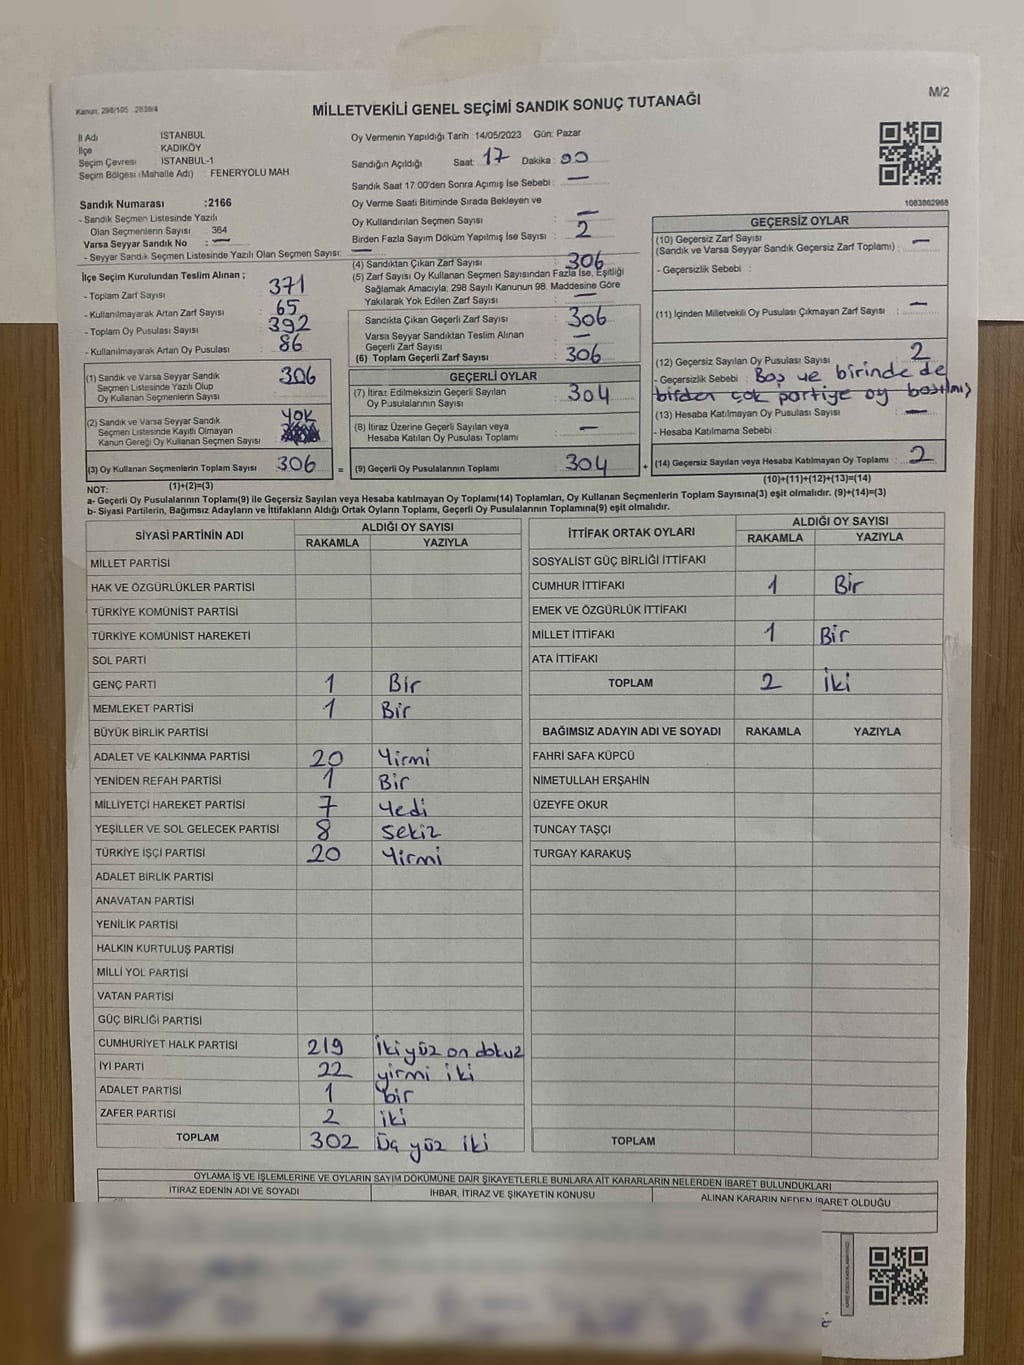 Kanun: 298/105 2839/4
M/2
MİLLETVEKİLİ GENEL SEÇİMİ SANDIK SONUÇ TUTANAĞI
İl Adı İSTANBUL
İlçe KADIKÖY
Seçim Çevresi İSTANBUL-1
Seçim Bölgesi (Mahalle Adı) FENERYOLU MAH.
Sandık Numarası :2166
- Sandık Seçmen Listesinde Yazılı
Olan Seçmenlerin Sayısı 364
Varsa Seyyar Sandık No : —
- Seyyar Sandık Seçmen Listesinde Yazılı Olan Seçmen Sayısı: —
İlçe Seçim Kurulundan Teslim Alınan ;
- Toplam Zarf Sayısı : 371
- Kullanılmayarak Artan Zarf Sayısı : 65
- Toplam Oy Pusulası Sayısı : 392
- Kullanılmayarak Artan Oy Pusulası : 86
(1) Sandık ve Varsa Seyyar Sandık 306
Seçmen Listesinde Yazılı Olup
Oy Kullanan Seçmenlerin Sayısı
(2) Sandık ve Varsa Seyyar Sandık YOK
Seçmen Listesinde Kayıtlı Olmayan
Kanun Gereği Oy Kullanan Seçmen Sayısı
(3) Oy Kullanan Seçmenlerin Toplam Sayısı 306 =
(1)+(2)=(3)
Oy Vermenin Yapıldığı Tarih :14/05/2023 Gün: Pazar
Sandığın Açıldığı Saat: 17 Dakika : 00
Sandık Saat 17:00'den Sonra Açımış İse Sebebi : —
Oy Verme Saati Bitiminde Sırada Bekleyen ve
Oy Kullandırılan Seçmen Sayısı : —
Birden Fazla Sayım Döküm Yapılmış İse Sayısı : 2
(4) Sandıktan Çıkan Zarf Sayısı : 306
(5) Zarf Sayısı Oy Kullanan Seçmen Sayısından Fazla İse, Eşitliği
Sağlamak Amacıyla; 298 Sayılı Kanunun 98. Maddesine Göre
Yakılarak Yok Edilen Zarf Sayısı : —
Sandıkta Çıkan Geçerli Zarf Sayısı : 306
Varsa Seyyar Sandıktan Teslim Alınan
Geçerli Zarf Sayısı : —
(6) Toplam Geçerli Zarf Sayısı : 306
GEÇERLİ OYLAR
(7) İtiraz Edilmeksizin Geçerli Sayılan
Oy Pusulalarının Sayısı : 304
(8) İtiraz Üzerine Geçerli Sayılan veya
Hesaba Katılan Oy Pusulası Toplamı : —
(9) Geçerli Oy Pusulalarının Toplamı : 304 +
1083862968
GEÇERSİZ OYLAR
(10) Geçersiz Zarf Sayısı
(Sandık ve Varsa Seyyar Sandık Geçersiz Zarf Toplamı) : —
- Geçersizlik Sebebi :
(11) İçinden Milletvekili Oy Pusulası Çıkmayan Zarf Sayısı : —
(12) Geçersiz Sayılan Oy Pusulası Sayısı : 2
- Geçersizlik Sebebi : Boş ve birinde de
birden çok partiye oy basılmış
(13) Hesaba Katılmayan Oy Pusulası Sayısı : —
- Hesaba Katılmama Sebebi :
(14) Geçersiz Sayılan veya Hesaba Katılmayan Oy Toplamı : 2
(10)+(11)+(12)+(13)=(14)
NOT:
a- Geçerli Oy Pusulalarının Toplamı(9) ile Geçersiz Sayılan veya Hesaba katılmayan Oy Toplamı(14) Toplamları, Oy Kullanan Seçmenlerin Toplam Sayısına(3) eşit olmalıdır. (9)+(14)=(3)
b- Siyasi Partilerin, Bağımsız Adayların ve İttifakların Aldığı Ortak Oyların Toplamı, Geçerli Oy Pusulalarının Toplamına(9) eşit olmalıdır.
SİYASİ PARTİNİN ADI ALDIĞI OY SAYISI
RAKAMLA YAZIYLA
MİLLET PARTİSİ
HAK VE ÖZGÜRLÜKLER PARTİSİ
TÜRKİYE KOMÜNİST PARTİSİ
TÜRKİYE KOMÜNİST HAREKETİ
SOL PARTİ
GENÇ PARTİ 1 Bir
MEMLEKET PARTİSİ 1 Bir
BÜYÜK BİRLİK PARTİSİ
ADALET VE KALKINMA PARTİSİ 20 Yirmi
YENİDEN REFAH PARTİSİ 1 Bir
MİLLİYETÇİ HAREKET PARTİSİ 7 Yedi
YEŞİLLER VE SOL GELECEK PARTİSİ 8 sekiz
TÜRKİYE İŞÇİ PARTİSİ 20 Yirmi
ADALET BİRLİK PARTİSİ
ANAVATAN PARTİSİ
YENİLİK PARTİSİ
HALKIN KURTULUŞ PARTİSİ
MİLLİ YOL PARTİSİ
VATAN PARTİSİ
GÜÇ BİRLİĞİ PARTİSİ
CUMHURİYET HALK PARTİSİ 219 İkiyüz on dokuz
İYİ PARTİ 22 yirmi iki
ADALET PARTİSİ 1 bir
ZAFER PARTİSİ 2 iki
TOPLAM 302 Üç yüz iki
İTTİFAK ORTAK OYLARI ALDIĞI OY SAYISI
RAKAMLA YAZIYLA
SOSYALİST GÜÇ BİRLİĞİ İTTİFAKI
CUMHUR İTTİFAKI 1 Bir
EMEK VE ÖZGÜRLÜK İTTİFAKI
MİLLET İTTİFAKI 1 Bir
ATA İTTİFAKI
TOPLAM 2 İki
BAĞIMSIZ ADAYIN ADI VE SOYADI RAKAMLA YAZIYLA
FAHRİ SAFA KÜPCÜ
NİMETULLAH ERŞAHİN
ÜZEYFE OKUR
TUNCAY TAŞÇI
TURGAY KARAKUŞ
TOPLAM
OYLAMA İŞ VE İŞLEMLERİNE VE OYLARIN SAYIM DÖKÜMÜNE DAİR ŞİKAYETLERLE BUNLARA AİT KARARLARIN NELERDEN İBARET BULUNDUKLARI
İTİRAZ EDENİN ADI VE SOYADI İHBAR, İTİRAZ VE ŞİKAYETİN KONUSU ALINAN KARARIN NEDEN İBARET OLDUĞU